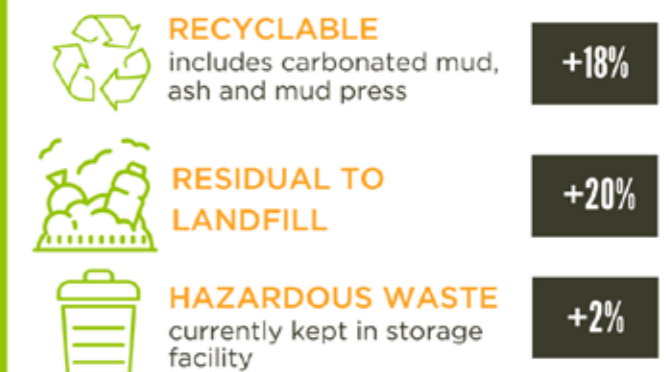 RECYCLABLE
includes carbonated mud,
ash and mud press
+18%
RESIDUAL TO
LANDFILL
+20%
HAZARDOUS WASTE
currently kept in storage
facility
+2%